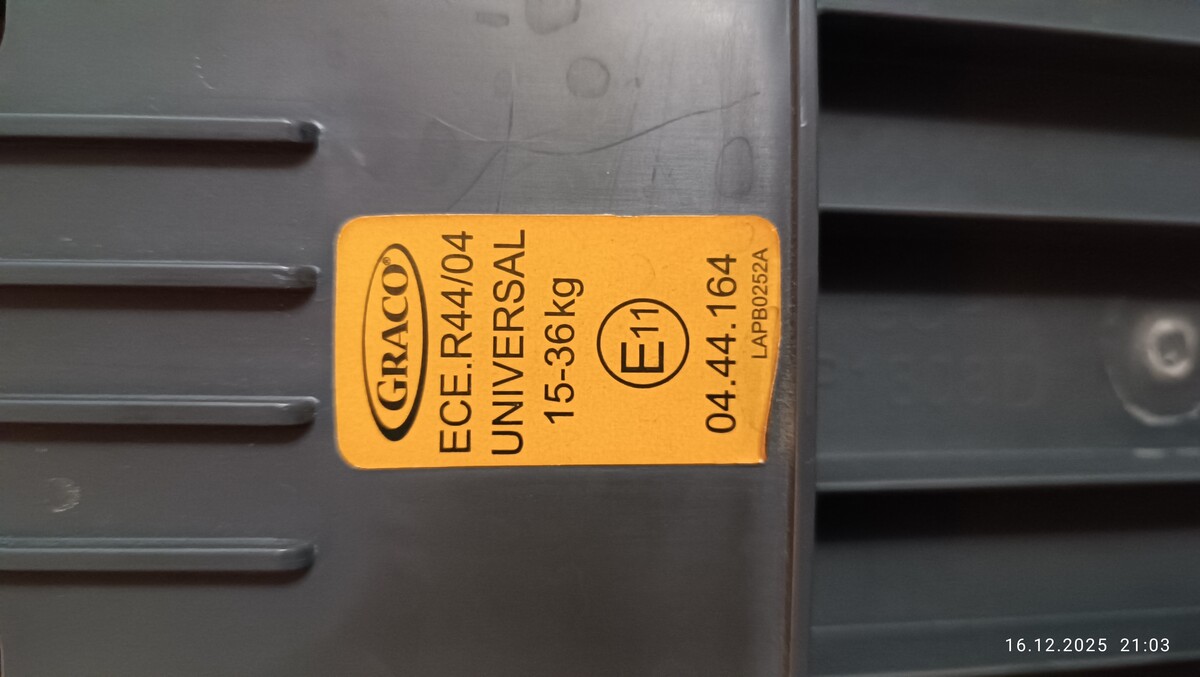 GRACO®
ECE.R44/04
UNIVERSAL
15-36kg
E11
04.44.164
LAPB0252A
16.12.2025 21:03